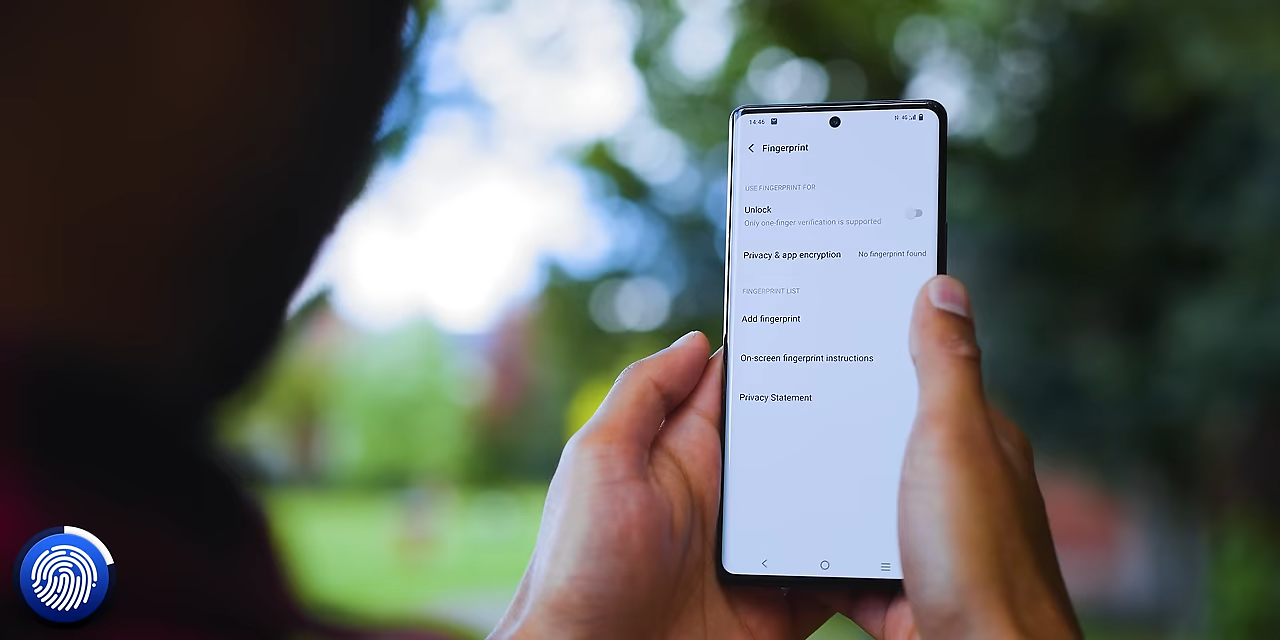 14:46
4G
Fingerprint
USE FINGERPRINT FOR
Unlock
Only one-finger verification is supported
Privacy & app encryption No fingerprint found
FINGERPRINT LIST
Add fingerprint
On-screen fingerprint instructions
Privacy Statement